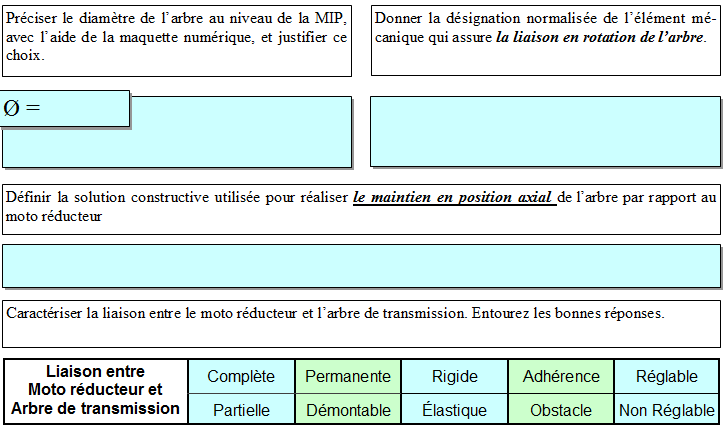 Préciser le diamètre de l'arbre au niveau de la MIP,
avec l'aide de la maquette numérique, et justifier ce
choix.
Donner la désignation normalisée de l'élément mé-
canique qui assure la liaison en rotation de l'arbre.
Ø =
Définir la solution constructive utilisée pour réaliser le maintien en position axial de l'arbre par rapport au
moto réducteur
Caractériser la liaison entre le moto réducteur et l'arbre de transmission. Entourez les bonnes réponses.
Liaison entre
Moto réducteur et
Arbre de transmission
Complète Permanente Rigide Adhérence Réglable
Partielle Démontable Élastique Obstacle Non Réglable